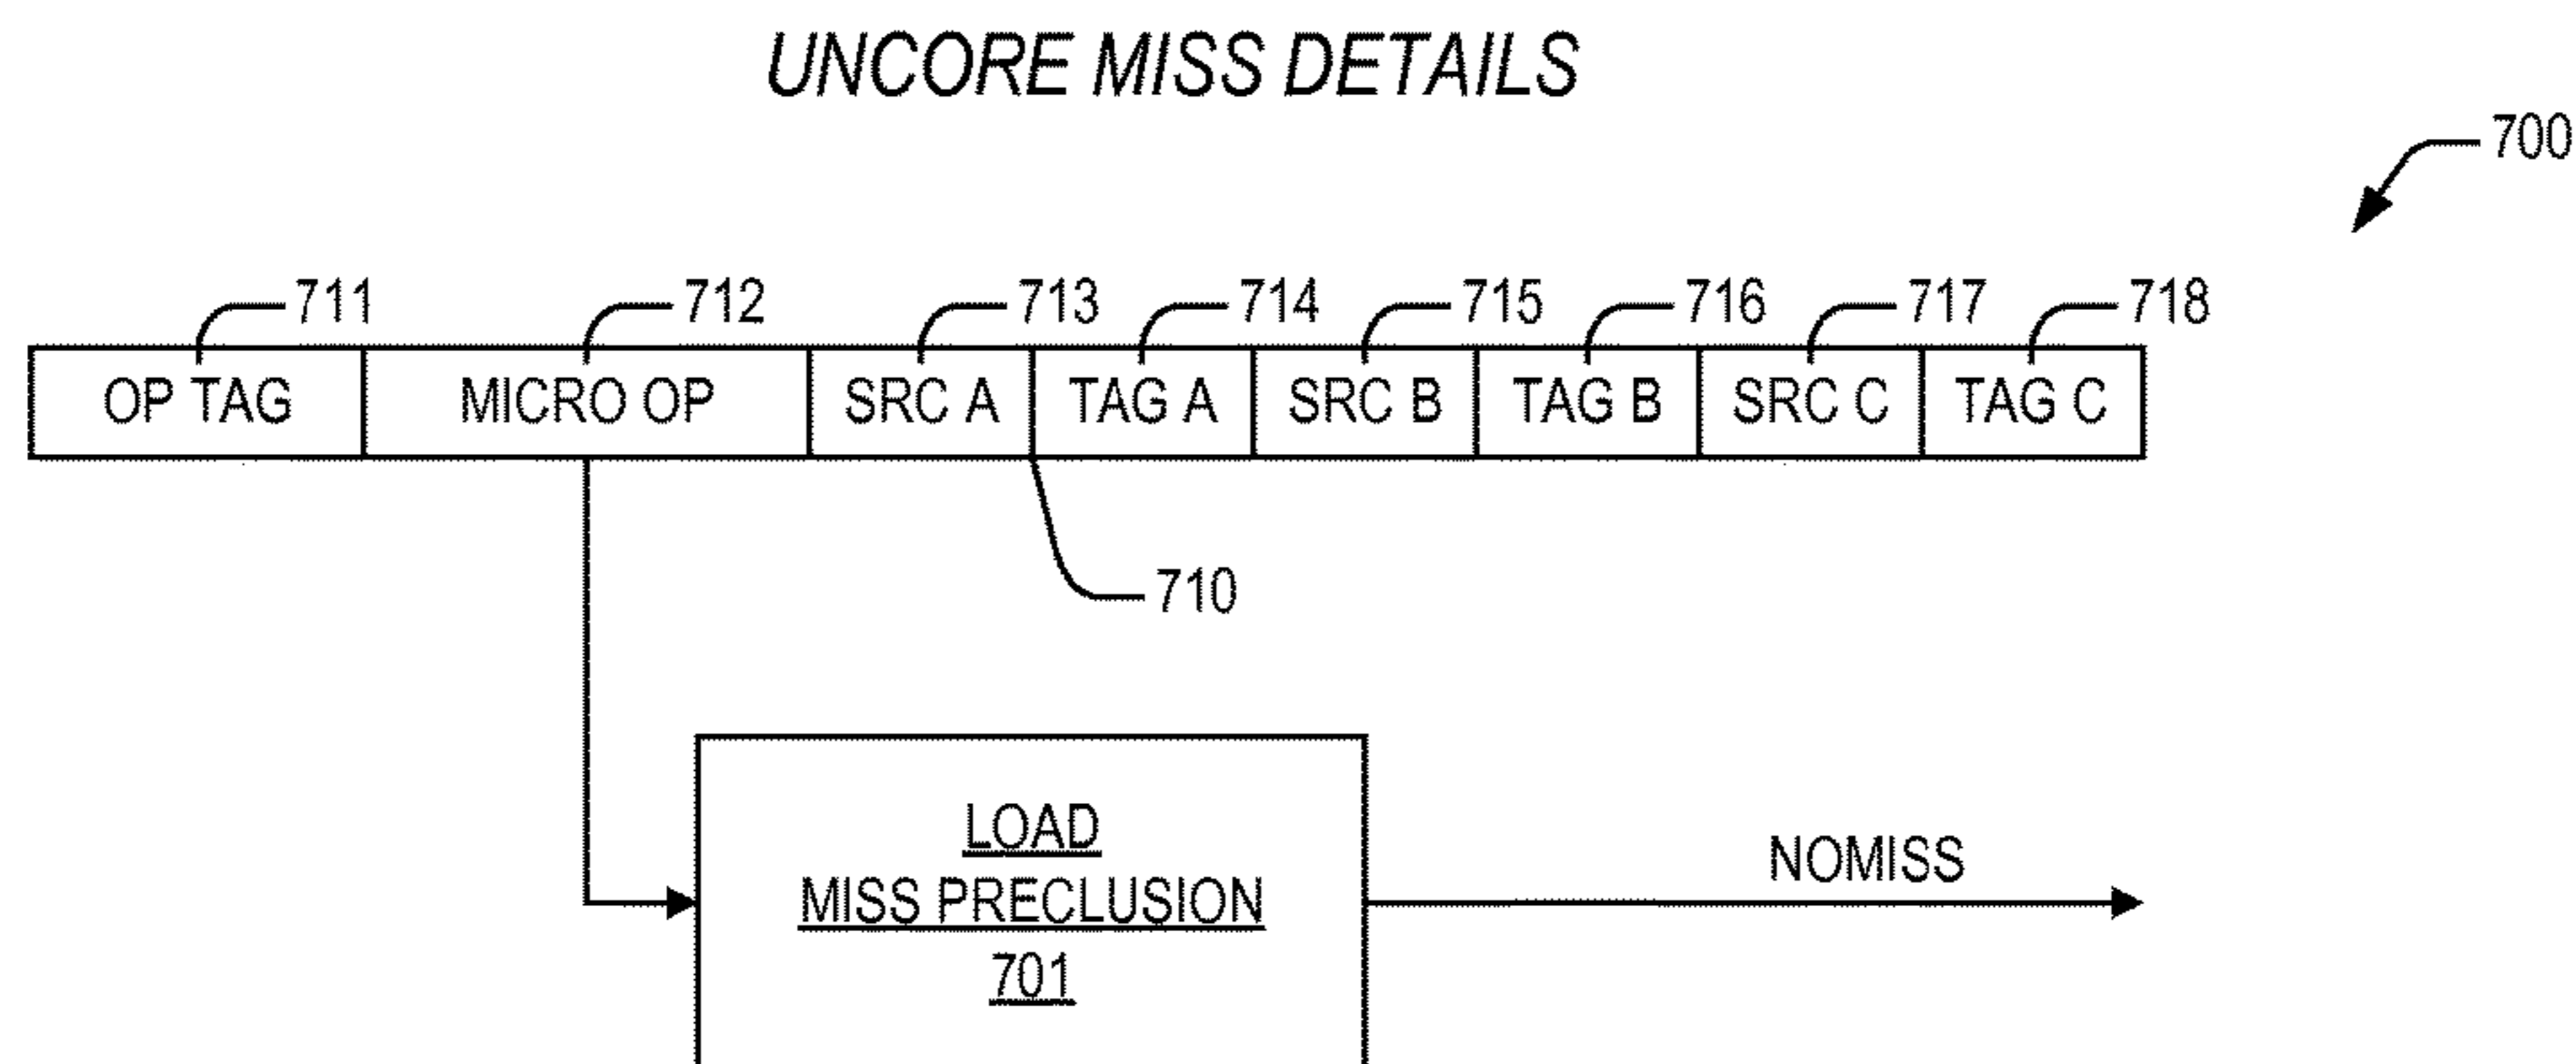 UNCORE MISS DETAILS
700
711 712 713 714 715 716 717 718
OP TAG MICRO OP SRC A TAG A SRC B TAG B SRC C TAG C
710
LOAD
MISS PRECLUSION
701
NOMISS